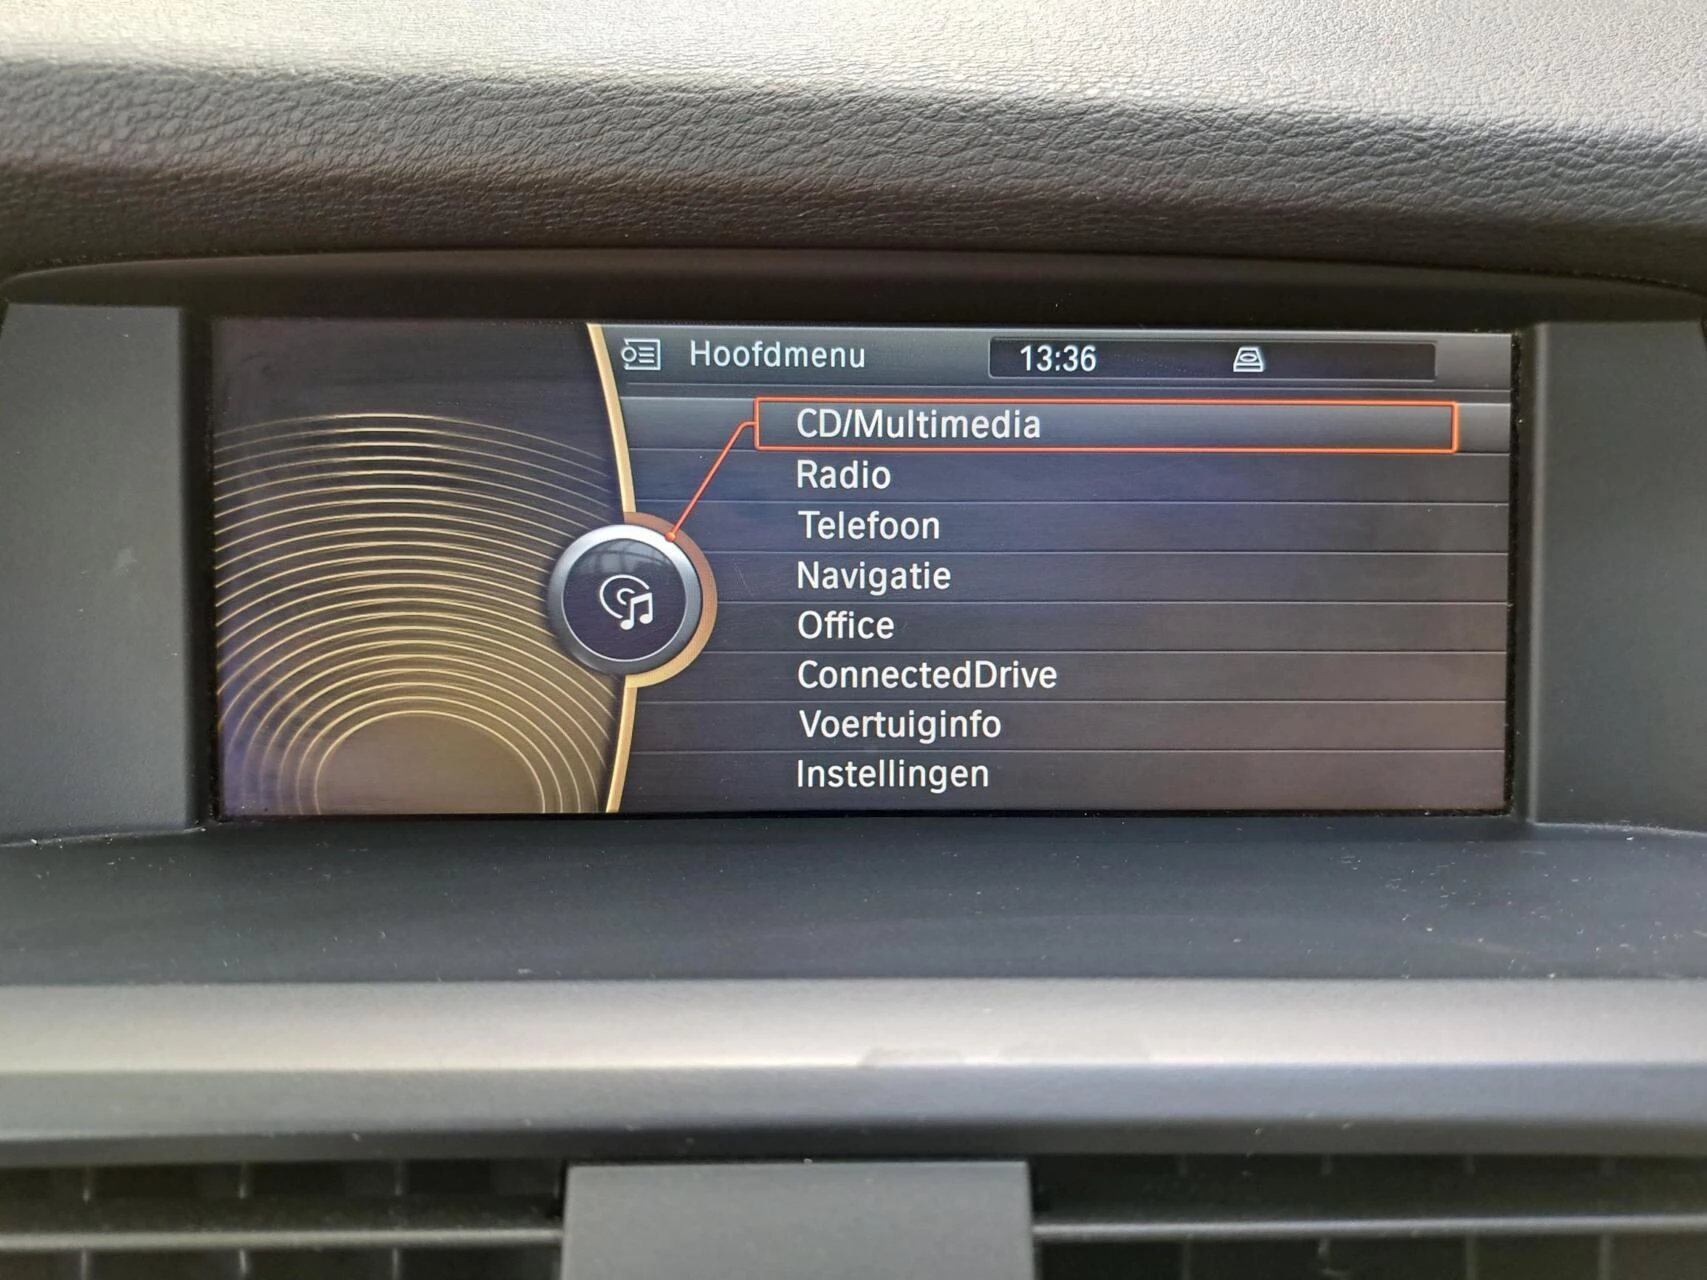 Hoofdmenu
13:36
CD/Multimedia
Radio
Telefoon
Navigatie
Office
ConnectedDrive
Voertuiginfo
Instellingen